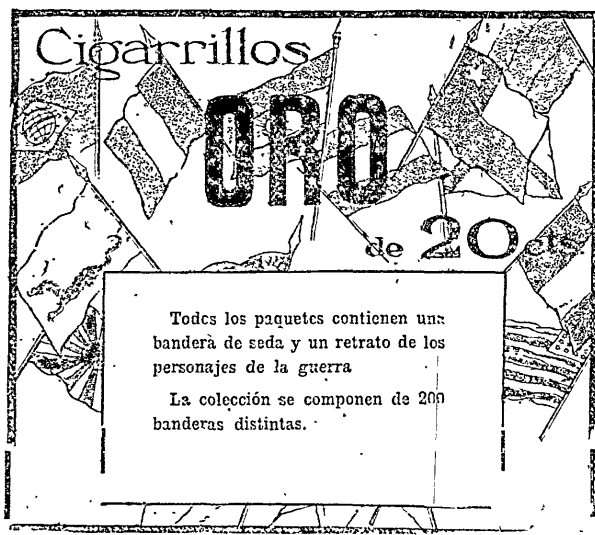 Cigarrillos
ORO
de 20 cts.
Todos los paquetes contienen una
bandera de seda y un retrato de los
personajes de la guerra
La colección se componen de 200
banderas distintas.